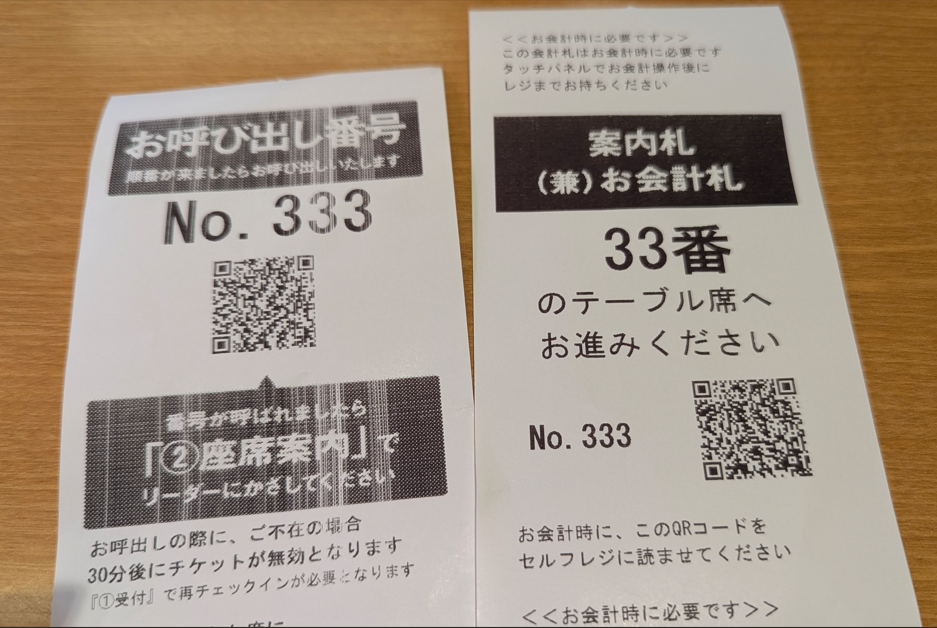 お呼び出し番号
順番が来ましたらお呼び出しいたします
No. 333
番号が呼ばれましたら
「②座席案内」で
リーダーにかざしてください
お呼出しの際に、ご不在の場合
30分後にチケットが無効となります
『①受付』で再チェックインが必要となります
<<お会計時に必要です>>
この会計札はお会計時に必要です
タッチパネルでお会計操作後に
レジまでお持ちください
案内札
(兼)お会計札
33番
のテーブル席へ
お進みください
No. 333
お会計時に、このQRコードを
セルフレジに読ませてください
<<お会計時に必要です>>